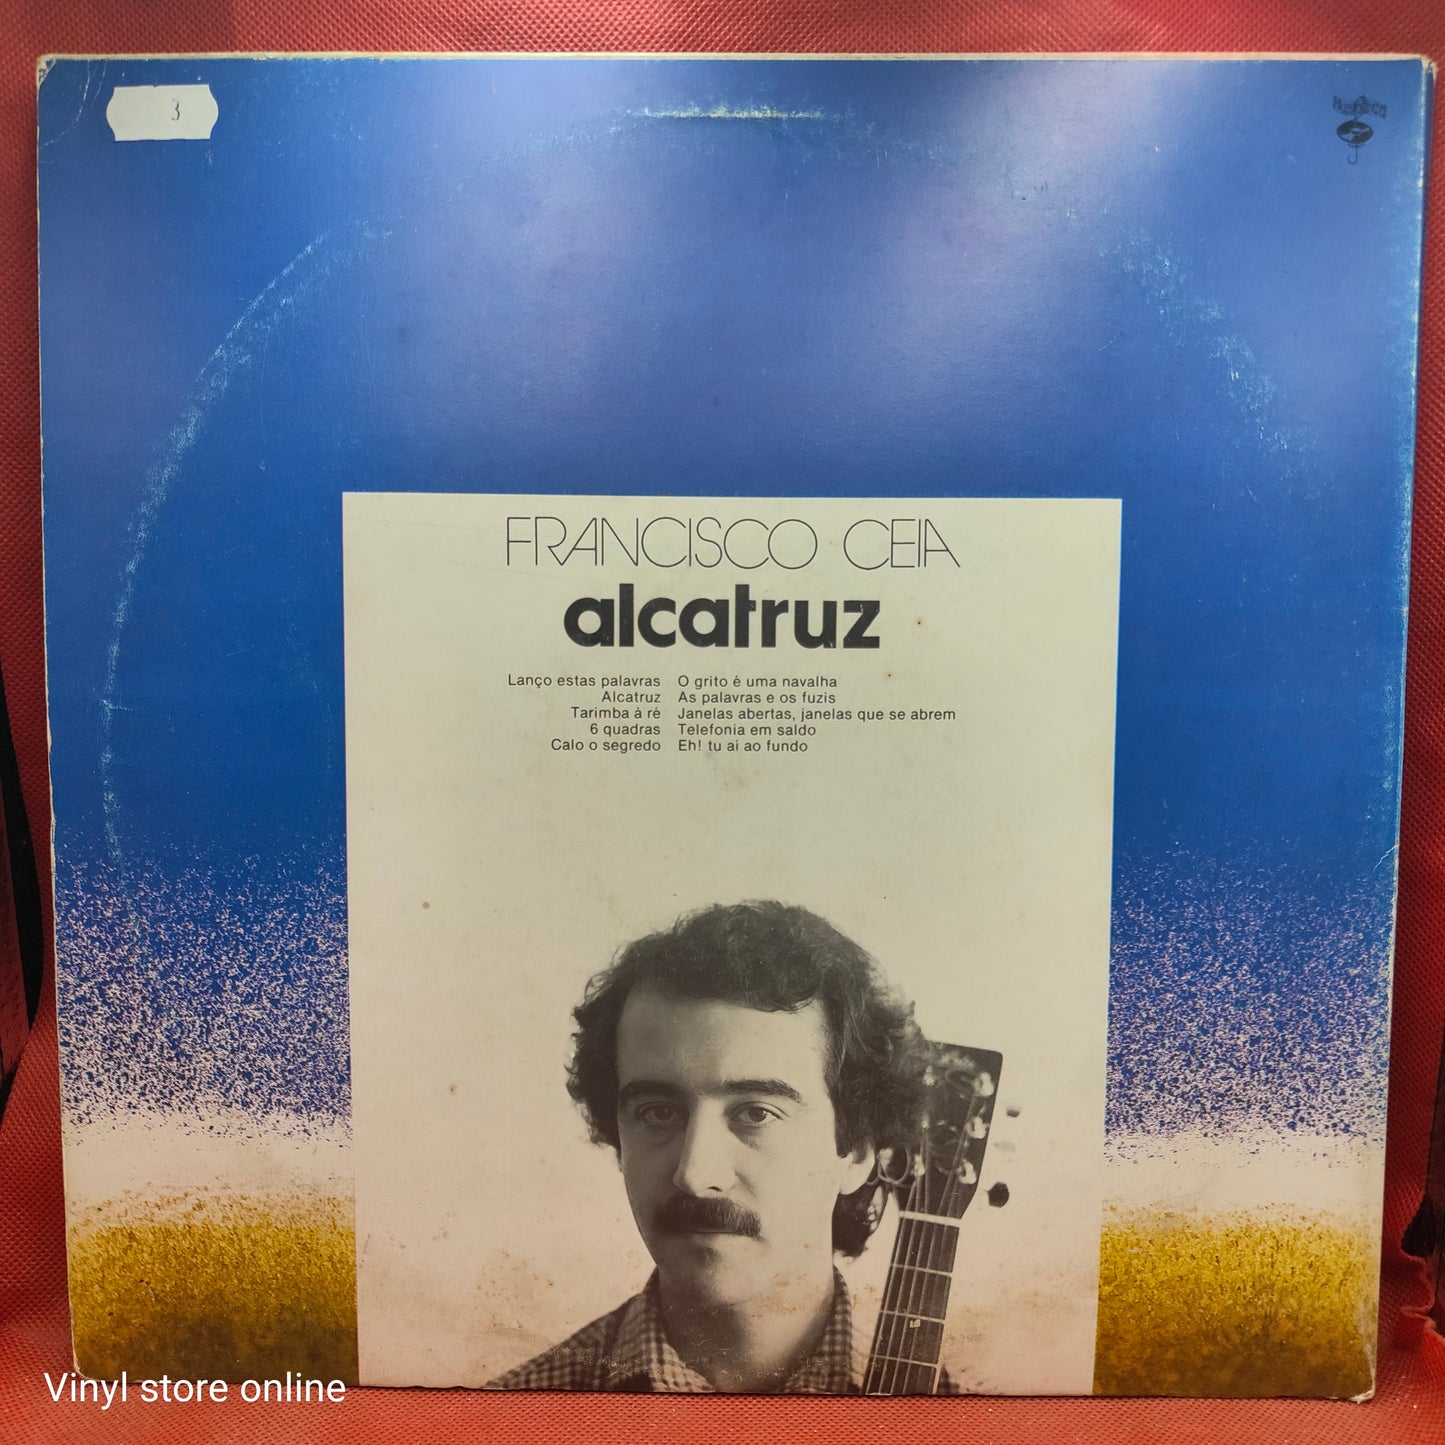 3
FRANCISCO CEIA
alcatruz
Lanço estas palavras
Alcatruz
Tarimba à ré
6 quadras
Calo o segredo
O grito é uma navalha
As palavras e os fuzis
Janelas abertas, janelas que se abrem
Telefonia em saldo
Eh! tu aí ao fundo
Vinyl store online